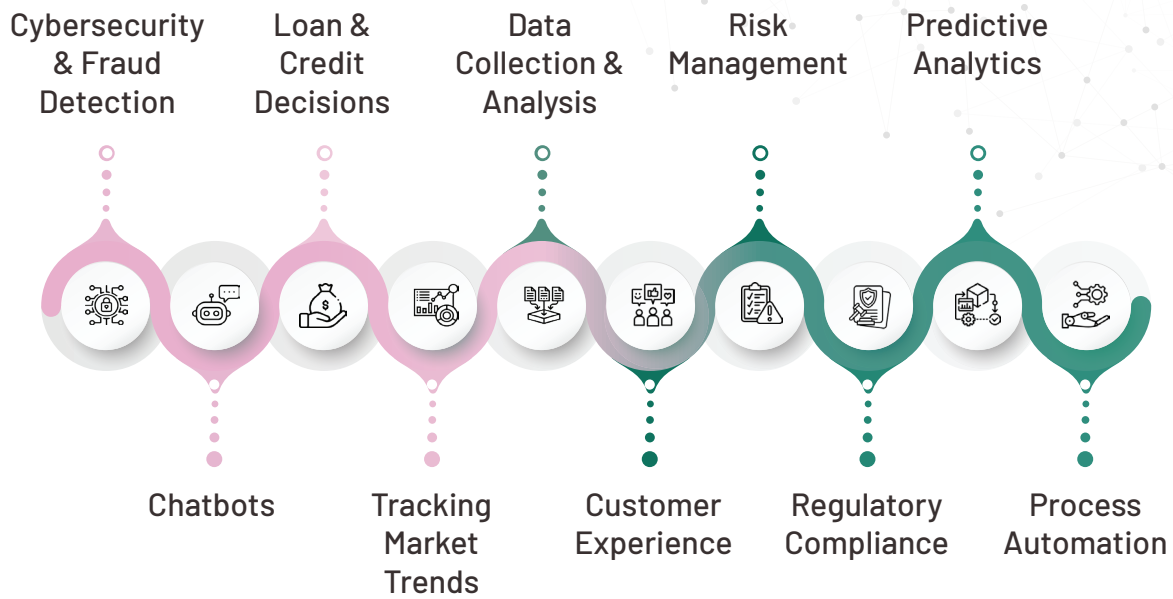 Cybersecurity
& Fraud
Detection
Loan &
Credit
Decisions
Data
Collection &
Analysis
Risk
Management
Predictive
Analytics
$
Chatbots
Tracking
Market
Trends
Customer
Experience
Regulatory
Compliance
Process
Automation